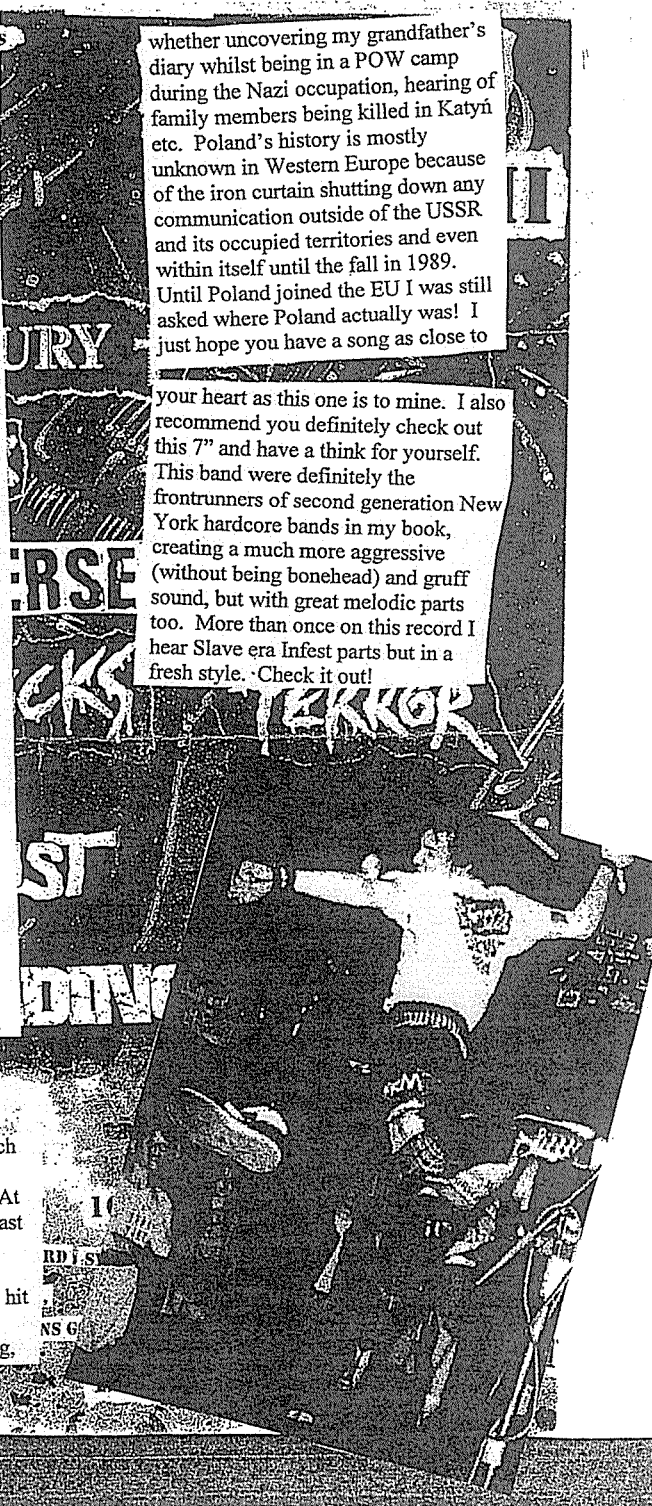 whether uncovering my grandfather's
diary whilst being in a POW camp
during the Nazi occupation, hearing of
family members being killed in Katyń
etc.  Poland's history is mostly
unknown in Western Europe because
of the iron curtain shutting down any
communication outside of the USSR
and its occupied territories and even
within itself until the fall in 1989.
Until Poland joined the EU I was still
asked where Poland actually was!  I
just hope you have a song as close to
your heart as this one is to mine.  I also
recommend you definitely check out
this 7" and have a think for yourself.
This band were definitely the
frontrunners of second generation New
York hardcore bands in my book,
creating a much more aggressive
(without being bonehead) and gruff
sound, but with great melodic parts
too.  More than once on this record I
hear Slave era Infest parts but in a
fresh style.  Check it out!
URY
ERSE
CKS TERROR
ST
DING
ch
At
ast
hit
g,
RD
NS G